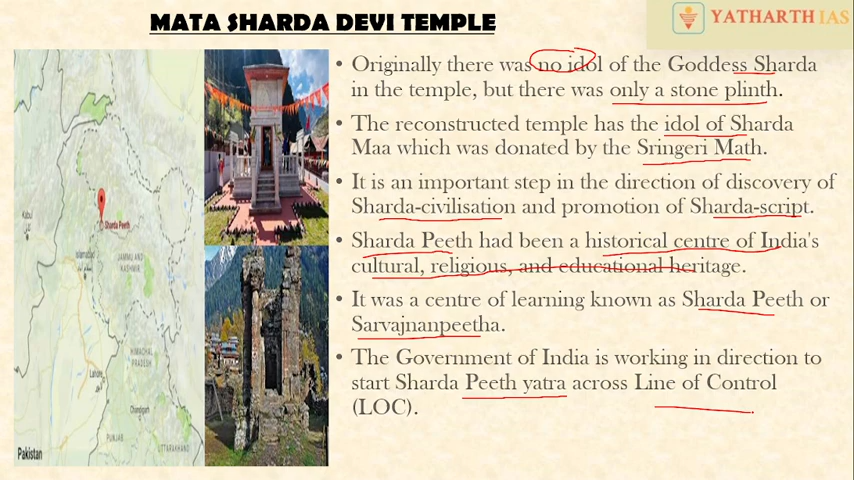 MATA SHARDA DEVI TEMPLE
YATHARTH IAS
• Originally there was no idol of the Goddess Sharda
in the temple, but there was only a stone plinth.
• The reconstructed temple has the idol of Sharda
Maa which was donated by the Sringeri Math.
• It is an important step in the direction of discovery of
Sharda-civilisation and promotion of Sharda-script.
• Sharda Peeth had been a historical centre of India's
cultural, religious, and educational heritage.
• It was a centre of learning known as Sharda Peeth or
Sarvajnanpeetha.
• The Government of India is working in direction to
start Sharda Peeth yatra across Line of Control
(LOC).
Kabul
Sharda Peeth
Islamabad
JAMMU AND
KASHMIR
HIMACHAL
PRADESH
Lahore
Chandigarh
PUNJAB
UTTARAKHAND
Pakistan